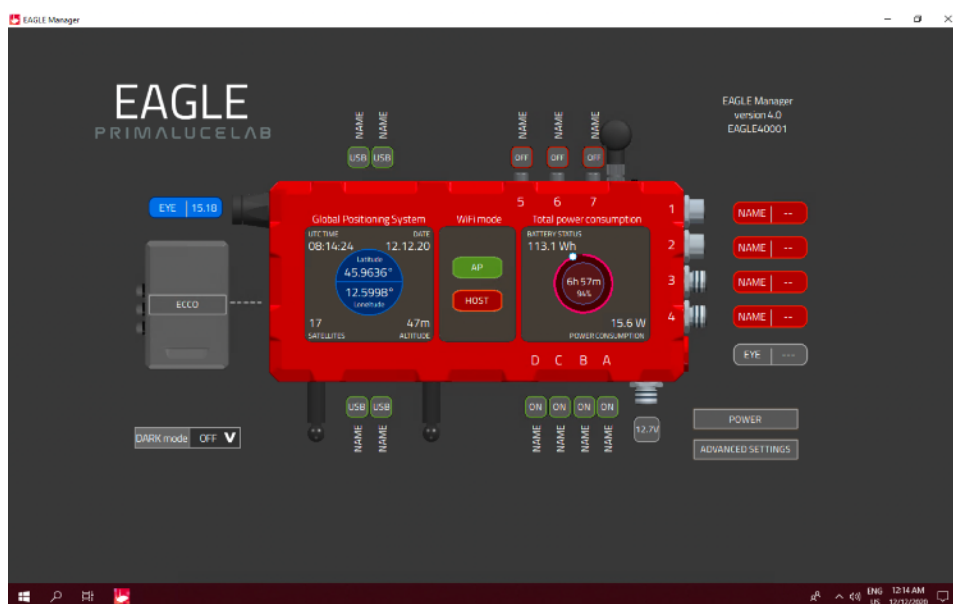 EAGLE Manager
EAGLE
PRIMALUCELAB
EAGLE Manager
version 4.0
EAGLE40001
NAME NAME
USB USB
NAME NAME NAME
OFF OFF OFF
5 6 7
EYE 15.18
ECCO
Global Positioning System
UTC TIME DATE
08:14:24 12.12.20
Latitude
45.9636°
12.5998°
Longitude
17 47m
SATELLITES ALTITUDE
WiFi mode
AP
HOST
Total power consumption
BATTERY STATUS
113.1 Wh
6h 57m
94%
15.6 W
POWER CONSUMPTION
1
2
3
4
NAME --
NAME --
NAME --
NAME --
EYE ---
D C B A
USB USB
NAME NAME
ON ON ON ON
NAME NAME NAME NAME
12.7V
DARK mode OFF V
POWER
ADVANCED SETTINGS
ENG 12:14 AM
US 12/12/2020